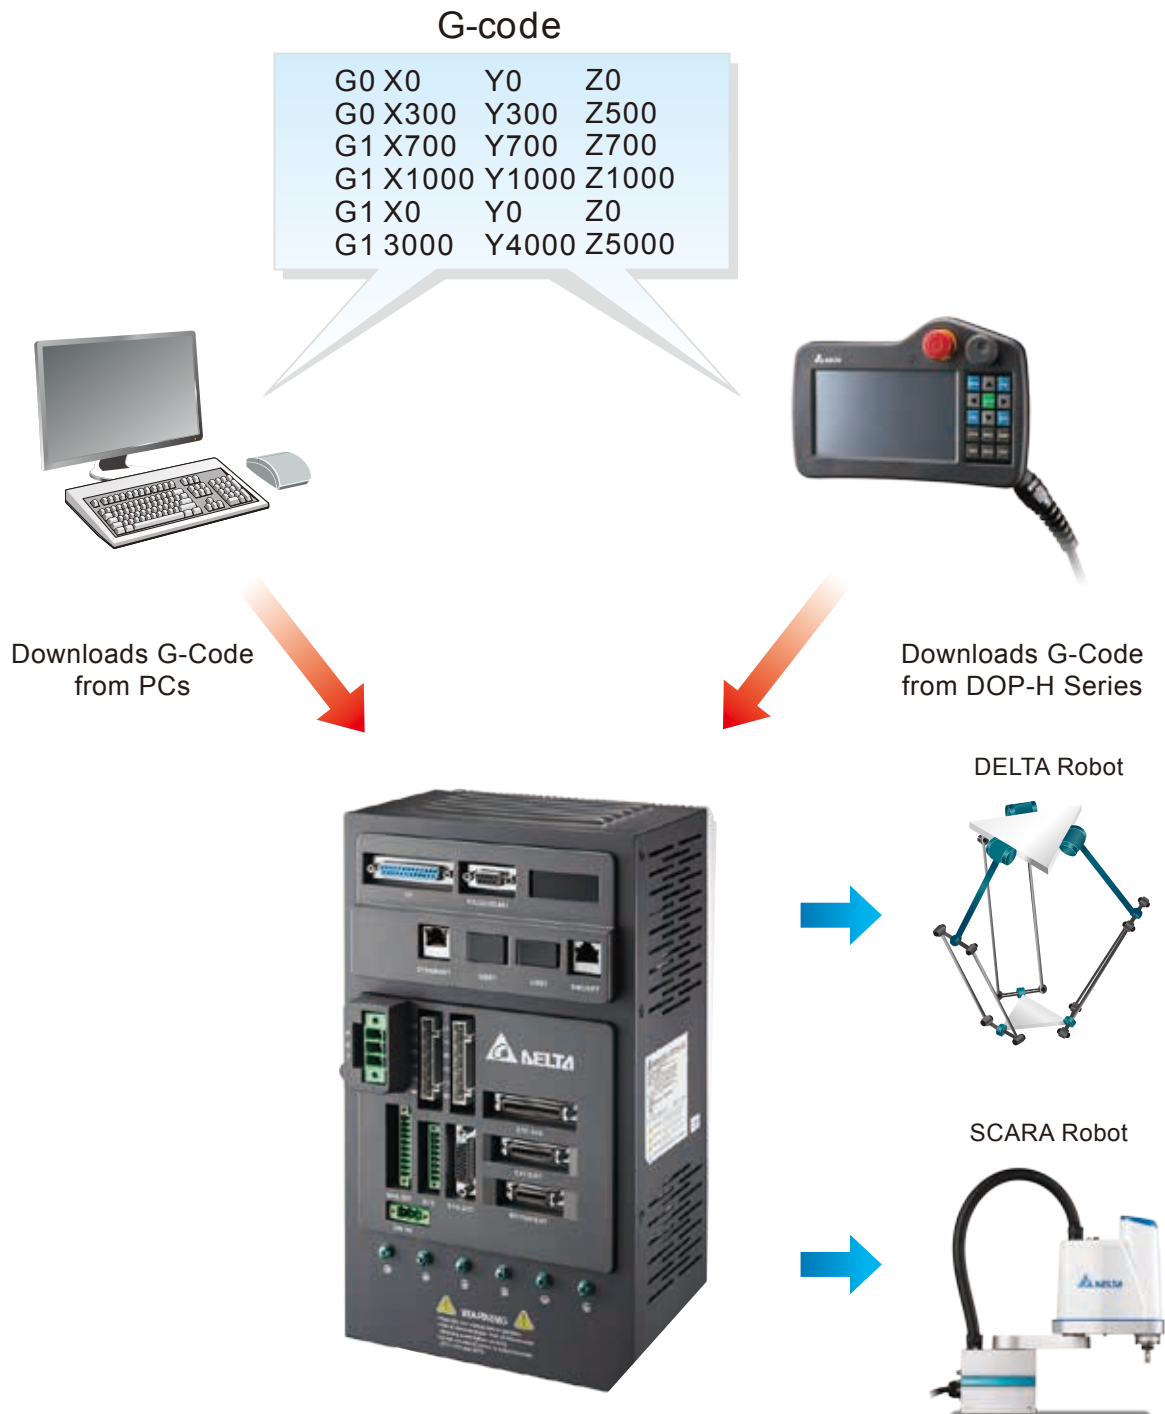 G-code
G0 X0 Y0 Z0
G0 X300 Y300 Z500
G1 X700 Y700 Z700
G1 X1000 Y1000 Z1000
G1 X0 Y0 Z0
G1 3000 Y4000 Z5000
Downloads G-Code
from PCs
Downloads G-Code
from DOP-H Series
DELTA Robot
DELTA
SCARA Robot
DELTA
WARNING